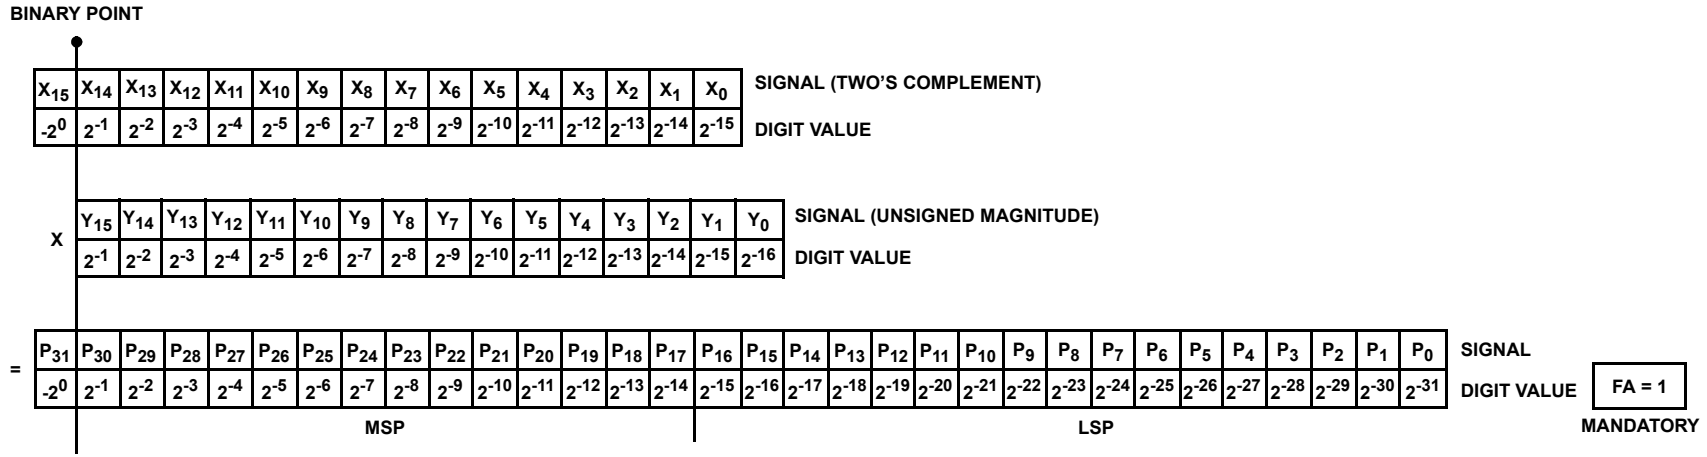 BINARY POINT
X15 X14 X13 X12 X11 X10 X9 X8 X7 X6 X5 X4 X3 X2 X1 X0 SIGNAL (TWO'S COMPLEMENT)
-2^0 2^-1 2^-2 2^-3 2^-4 2^-5 2^-6 2^-7 2^-8 2^-9 2^-10 2^-11 2^-12 2^-13 2^-14 2^-15 DIGIT VALUE
X Y15 Y14 Y13 Y12 Y11 Y10 Y9 Y8 Y7 Y6 Y5 Y4 Y3 Y2 Y1 Y0 SIGNAL (UNSIGNED MAGNITUDE)
2^-1 2^-2 2^-3 2^-4 2^-5 2^-6 2^-7 2^-8 2^-9 2^-10 2^-11 2^-12 2^-13 2^-14 2^-15 2^-16 DIGIT VALUE
= P31 P30 P29 P28 P27 P26 P25 P24 P23 P22 P21 P20 P19 P18 P17 P16 P15 P14 P13 P12 P11 P10 P9 P8 P7 P6 P5 P4 P3 P2 P1 P0 SIGNAL
-2^0 2^-1 2^-2 2^-3 2^-4 2^-5 2^-6 2^-7 2^-8 2^-9 2^-10 2^-11 2^-12 2^-13 2^-14 2^-15 2^-16 2^-17 2^-18 2^-19 2^-20 2^-21 2^-22 2^-23 2^-24 2^-25 2^-26 2^-27 2^-28 2^-29 2^-30 2^-31 DIGIT VALUE FA = 1
MSP LSP MANDATORY